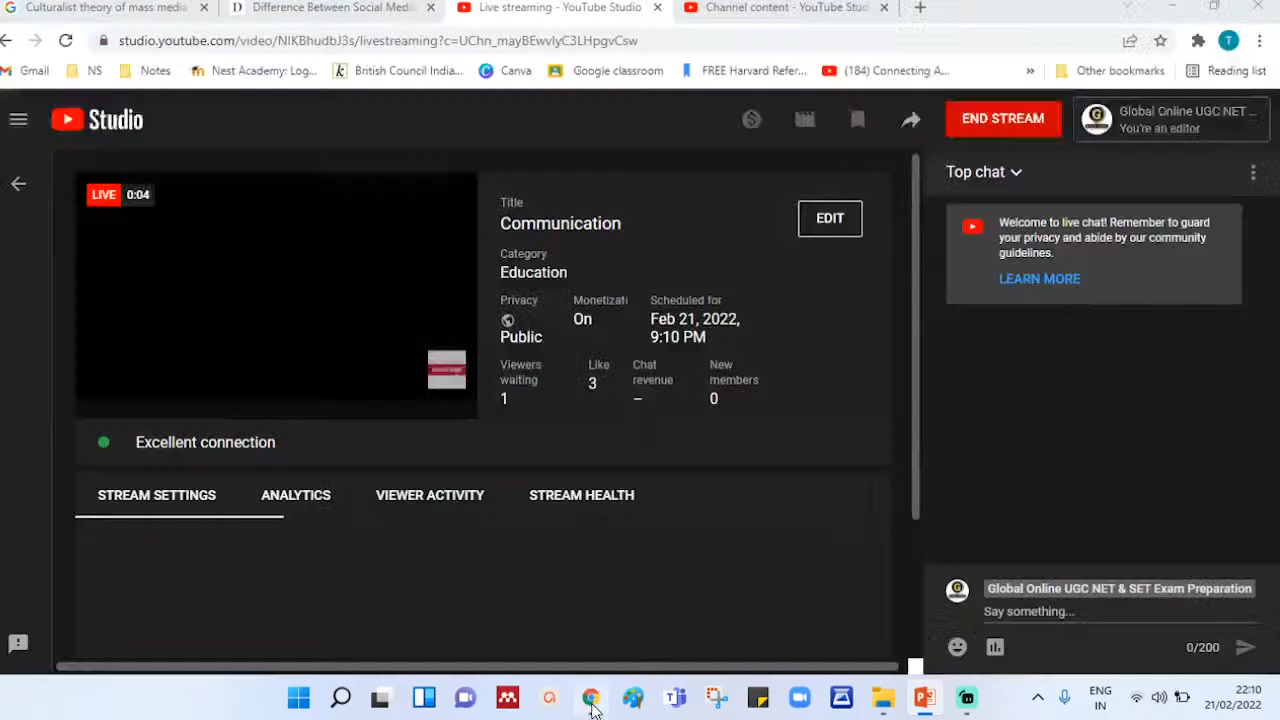 Culturalist theory of mass media
Difference Between Social Medi
Live streaming - YouTube Studio
Channel content - YouTube Stud
studio.youtube.com/video/NIKBhudbJ3s/livestreaming?c=UChn_mayBEwvlyC3LHpgvCsw
Gmail
NS
Notes
Nest Academy: Log...
British Council India...
Canva
Google classroom
FREE Harvard Refer...
(184) Connecting A...
Other bookmarks
Reading list
Studio
END STREAM
Global Online UGC NET ...
You're an editor
LIVE 0:04
Title
Communication
EDIT
Category
Education
Privacy
Public
Monetizati
On
Scheduled for
Feb 21, 2022,
9:10 PM
Viewers
waiting
1
Like
3
Chat
revenue
–
New
members
0
Excellent connection
STREAM SETTINGS
ANALYTICS
VIEWER ACTIVITY
STREAM HEALTH
Top chat
Welcome to live chat! Remember to guard
your privacy and abide by our community
guidelines.
LEARN MORE
Global Online UGC NET & SET Exam Preparation
Say something...
0/200
ENG
IN
22:10
21/02/2022